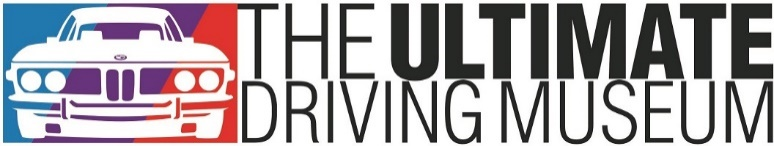 THE ULTIMATE
DRIVING MUSEUM